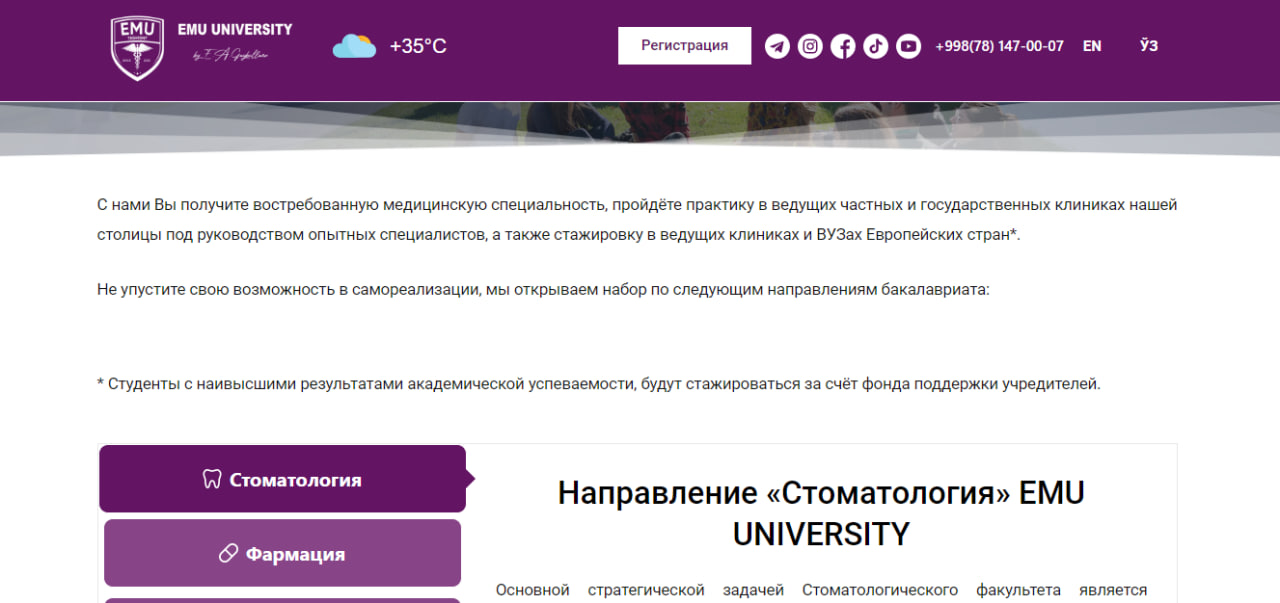 EMU
EMU UNIVERSITY
+35°C
Регистрация
+998(78) 147-00-07
EN
ЎЗ
С нами Вы получите востребованную медицинскую специальность, пройдёте практику в ведущих частных и государственных клиниках нашей
столицы под руководством опытных специалистов, а также стажировку в ведущих клиниках и ВУЗах Европейских стран*.
Не упустите свою возможность в самореализации, мы открываем набор по следующим направлениям бакалавриата:
* Студенты с наивысшими результатами академической успеваемости, будут стажироваться за счёт фонда поддержки учредителей.
Стоматология
Фармация
Направление «Стоматология» EMU
UNIVERSITY
Основной стратегической задачей Стоматологического факультета является